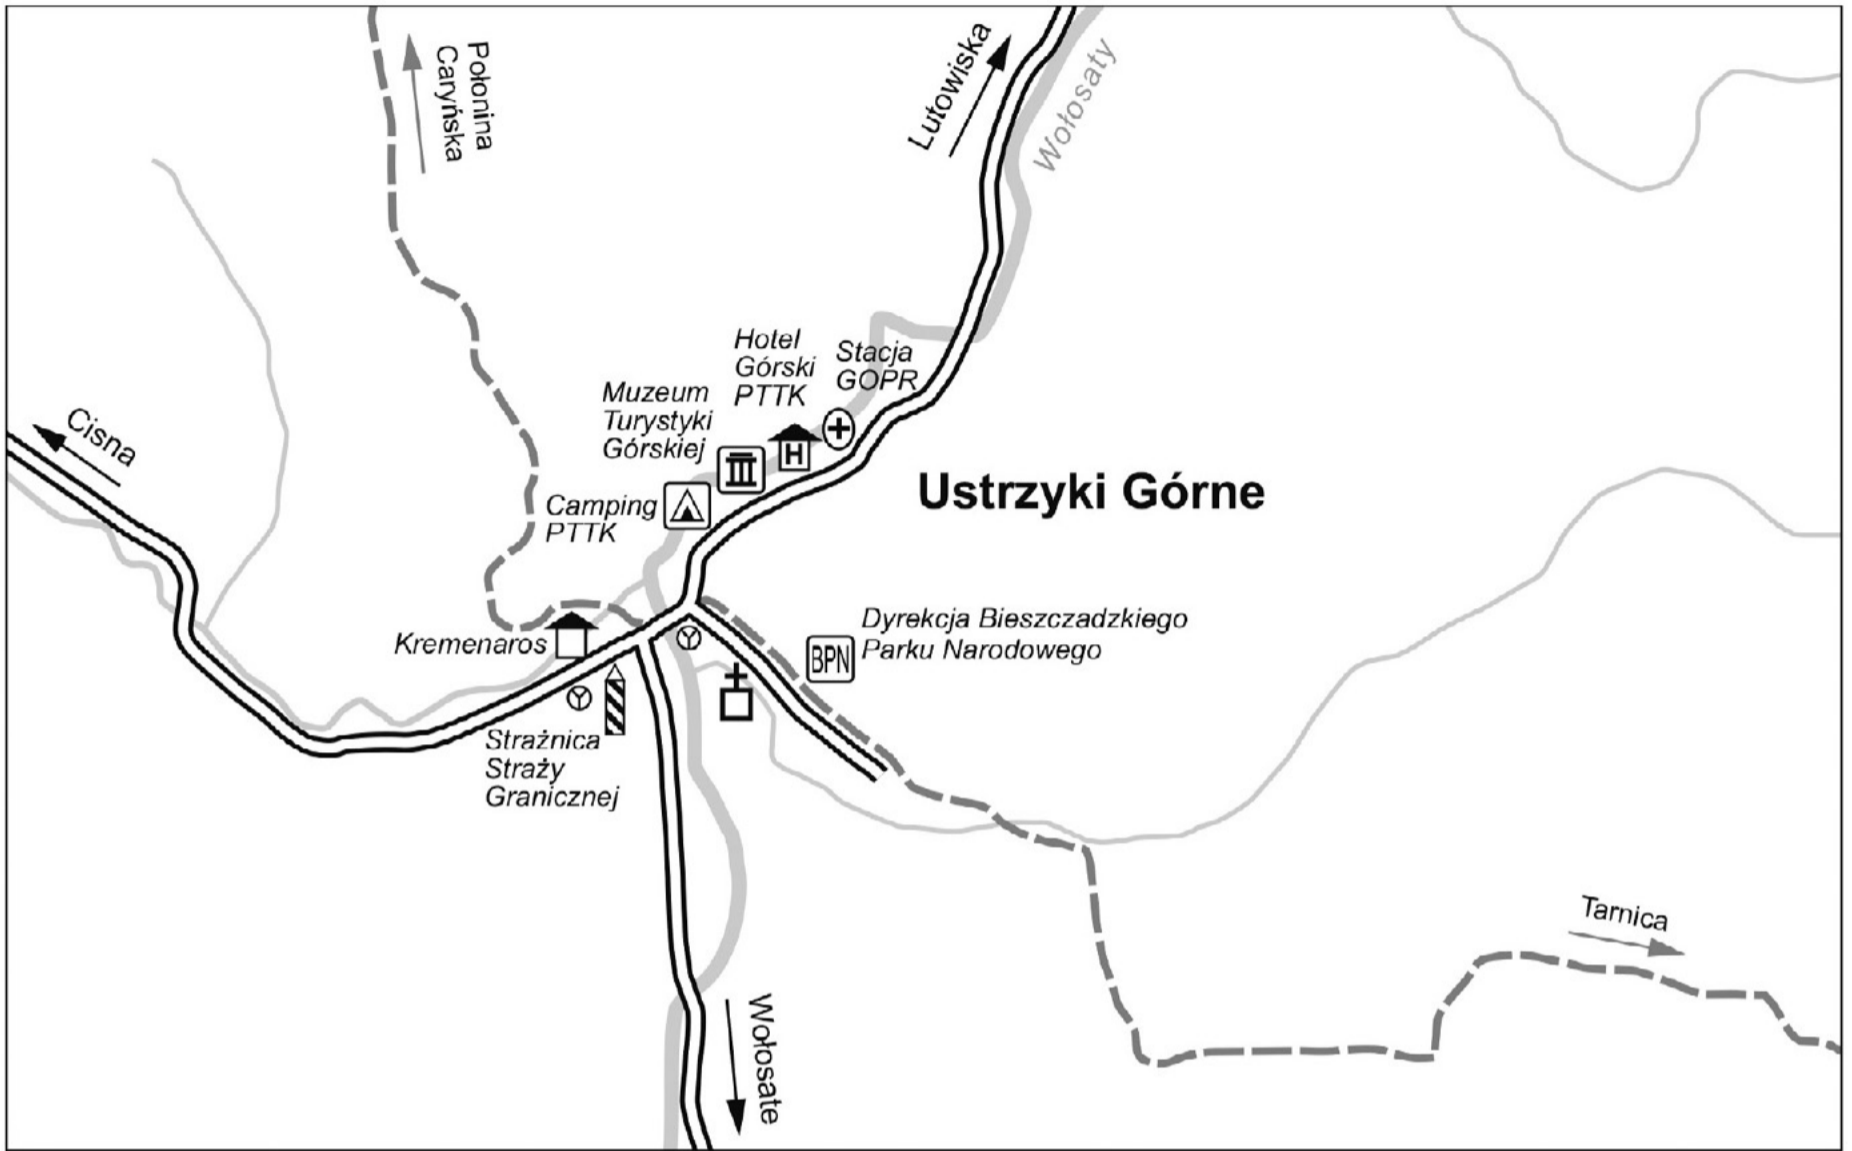 Połonina
Caryńska
Lutowiska
Wołosaty
Hotel
Górski
PTTK
Stacja
GOPR
Muzeum
Turystyki
Górskiej
Cisna
H
Ustrzyki Górne
Camping
PTTK
Dyrekcja Bieszczadzkiego
Parku Narodowego
BPN
Kremenaros
Strażnica
Straży
Granicznej
Tarnica
Wołosate